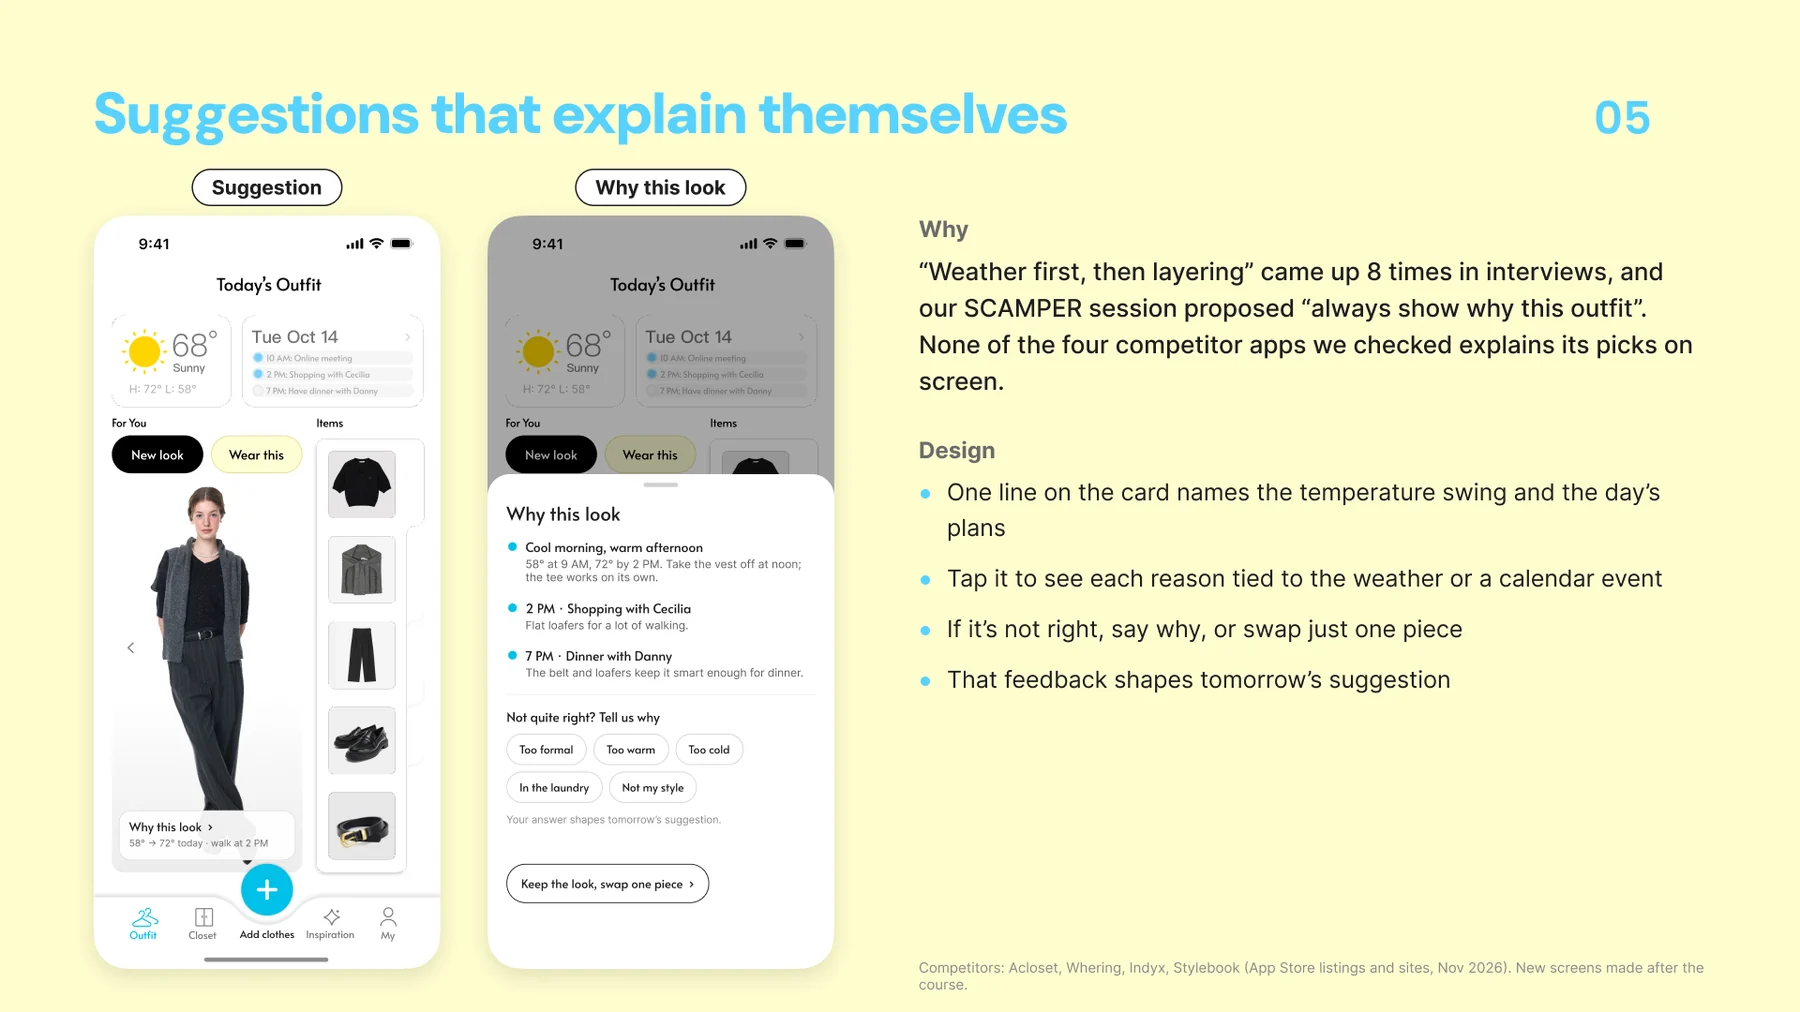 Suggestions that explain themselves
05
Suggestion
9:41
Today's Outfit
68°
Sunny
H: 72° L: 58°
Tue Oct 14
10 AM: Online meeting
2 PM: Shopping with Cecilia
7 PM: Have dinner with Danny
For You
Items
New look
Wear this
Why this look ›
58° → 72° today · walk at 2 PM
Outfit
Closet
Add clothes
Inspiration
My
Why this look
9:41
Today's Outfit
68°
Sunny
H: 72° L: 58°
Tue Oct 14
10 AM: Online meeting
2 PM: Shopping with Cecilia
7 PM: Have dinner with Danny
For You
Items
New look
Wear this
Why this look
Cool morning, warm afternoon
58° at 9 AM, 72° by 2 PM. Take the vest off at noon;
the tee works on its own.
2 PM · Shopping with Cecilia
Flat loafers for a lot of walking.
7 PM · Dinner with Danny
The belt and loafers keep it smart enough for dinner.
Not quite right? Tell us why
Too formal
Too warm
Too cold
In the laundry
Not my style
Your answer shapes tomorrow's suggestion.
Keep the look, swap one piece ›
Why
“Weather first, then layering” came up 8 times in interviews, and
our SCAMPER session proposed “always show why this outfit”.
None of the four competitor apps we checked explains its picks on
screen.
Design
• One line on the card names the temperature swing and the day’s
plans
• Tap it to see each reason tied to the weather or a calendar event
• If it’s not right, say why, or swap just one piece
• That feedback shapes tomorrow’s suggestion
Competitors: Acloset, Whering, Indyx, Stylebook (App Store listings and sites, Nov 2026). New screens made after the
course.